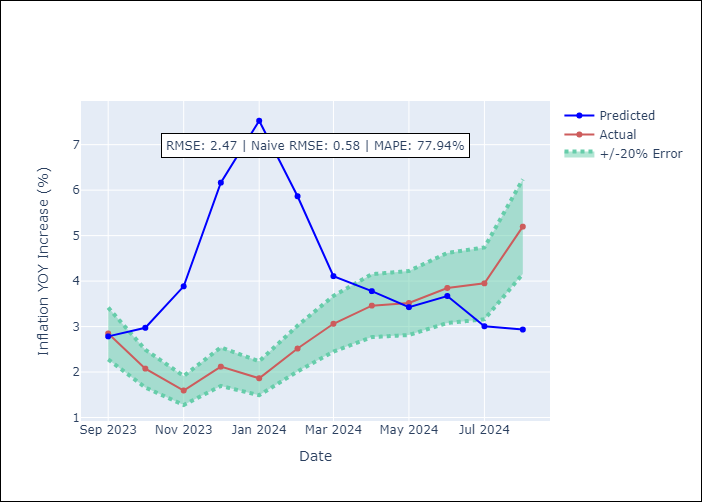 RMSE: 2.47 | Naive RMSE: 0.58 | MAPE: 77.94%
Predicted
Actual
+/-20% Error
Inflation YOY Increase (%)
7
6
5
4
3
2
1
Sep 2023 Nov 2023 Jan 2024 Mar 2024 May 2024 Jul 2024
Date